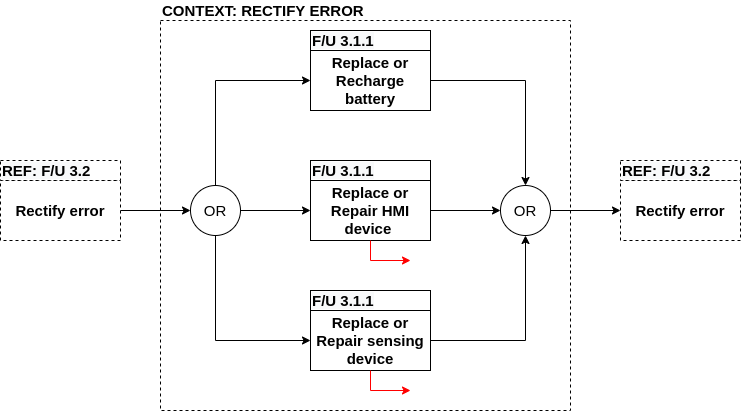 CONTEXT: RECTIFY ERROR
F/U 3.1.1
Replace or
Recharge
battery
REF: F/U 3.2
Rectify error
OR
F/U 3.1.1
Replace or
Repair HMI
device
OR
REF: F/U 3.2
Rectify error
F/U 3.1.1
Replace or
Repair sensing
device